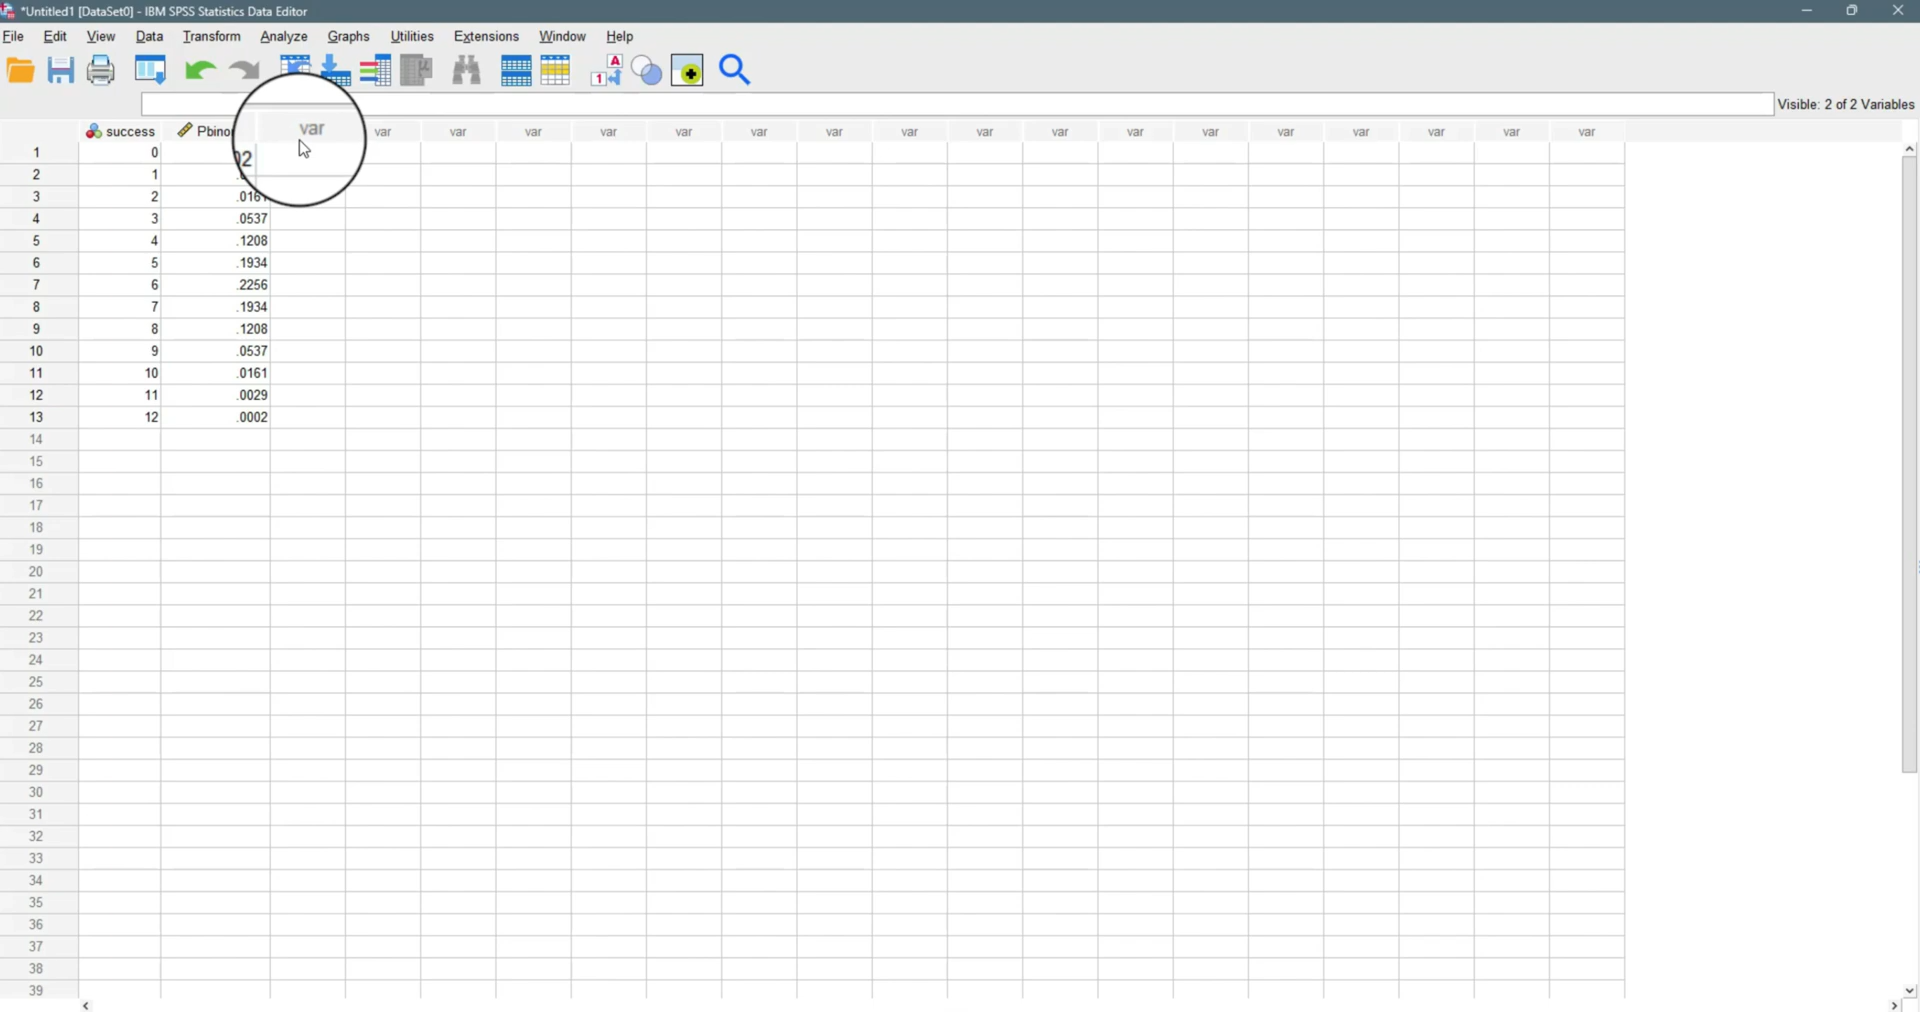 *Untitled1 [DataSet0] - IBM SPSS Statistics Data Editor
File Edit View Data Transform Analyze Graphs Utilities Extensions Window Help
Visible: 2 of 2 Variables
success var var var var var var var var var var var var var var var var var var
1 0
2 1
3 2
4 3 .0537
5 4 .1208
6 5 .1934
7 6 .2256
8 7 .1934
9 8 .1208
10 9 .0537
11 10 .0161
12 11 .0029
13 12 .0002
14
15
16
17
18
19
20
21
22
23
24
25
26
27
28
29
30
31
32
33
34
35
36
37
38
39